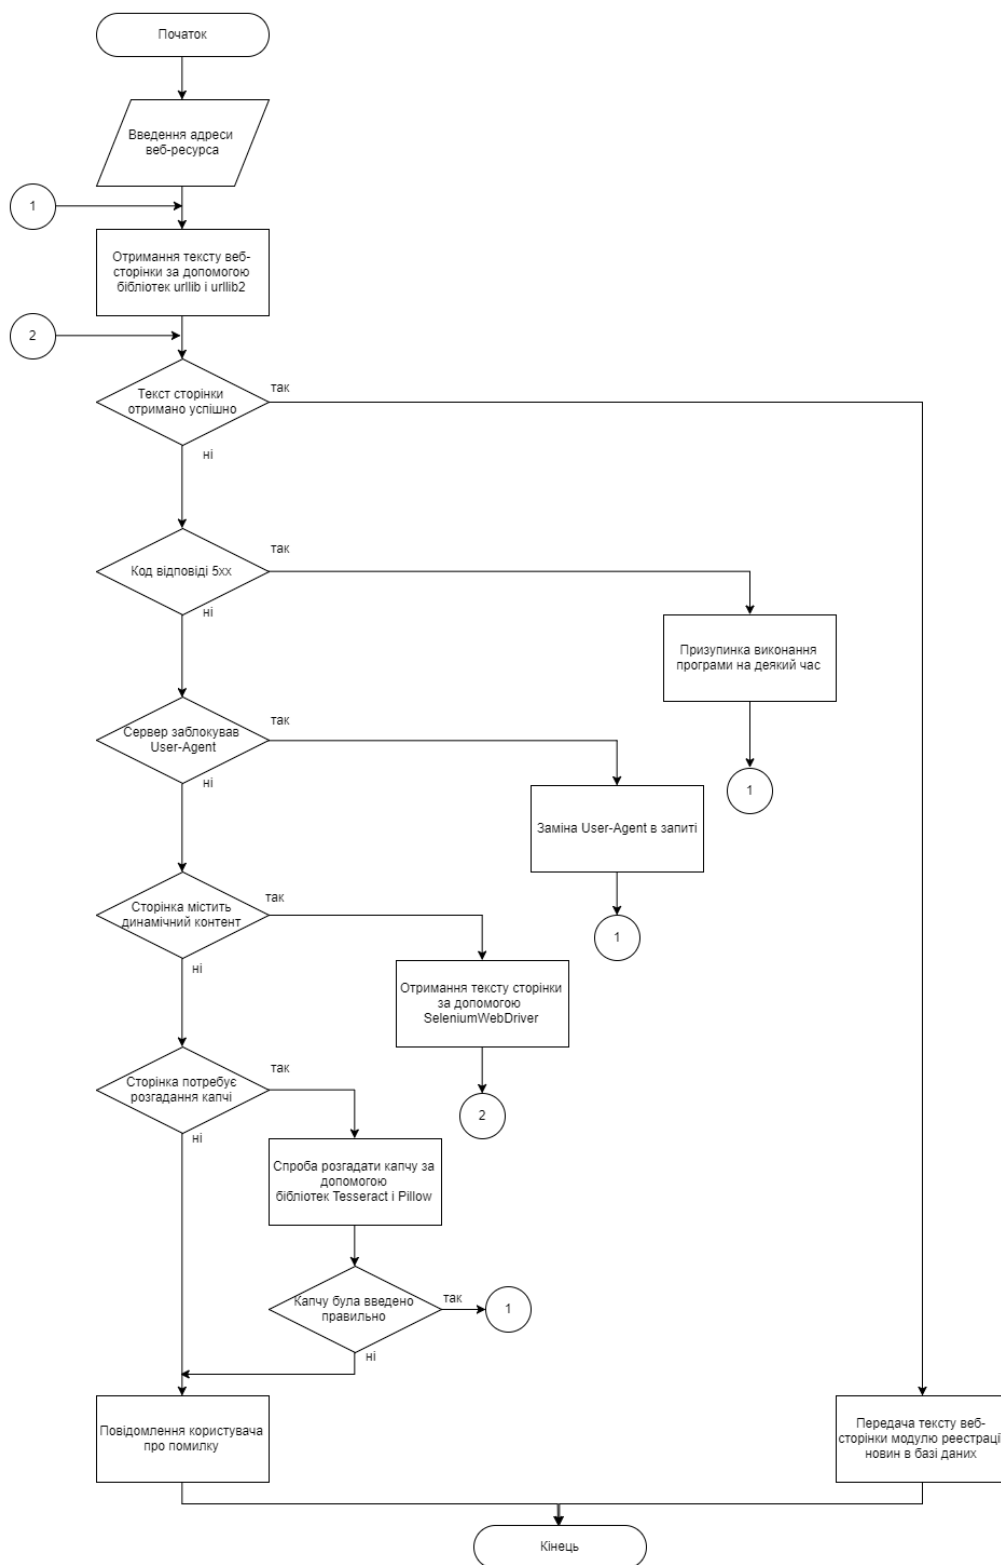 Початок
Введення адреси
веб-ресурса
1
Отримання тексту веб-
сторінки за допомогою
бібліотек urllib і urllib2
2
так
Текст сторінки
отримано успішно
ні
так
Код відповіді 5xx
ні
Призупинка виконання
програми на деякий час
так
Сервер заблокував
User-Agent
ні
1
Заміна User-Agent в запиті
так
Сторінка містить
динамічний контент
1
ні
Отримання тексту сторінки
за допомогою
SeleniumWebDriver
так
Сторінка потребує
розгадання капчі
2
ні
Спроба розгадати капчу за
допомогою
бібліотек Tesseract і Pillow
Капчу була введено
правильно
так
1
ні
Повідомлення користувача
про помилку
Передача тексту веб-
сторінки модулю реестрації
новин в базі даних
Кінець